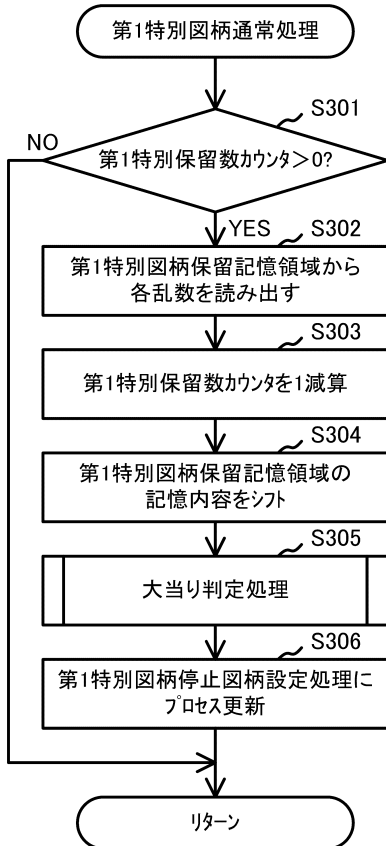 第1特別図柄通常処理
S301
NO
第1特別保留数カウンタ>0?
YES
S302
第1特別図柄保留記憶領域から
各乱数を読み出す
S303
第1特別保留数カウンタを1減算
S304
第1特別図柄保留記憶領域の
記憶内容をシフト
S305
大当り判定処理
S306
第1特別図柄停止図柄設定処理に
プロセス更新
リターン